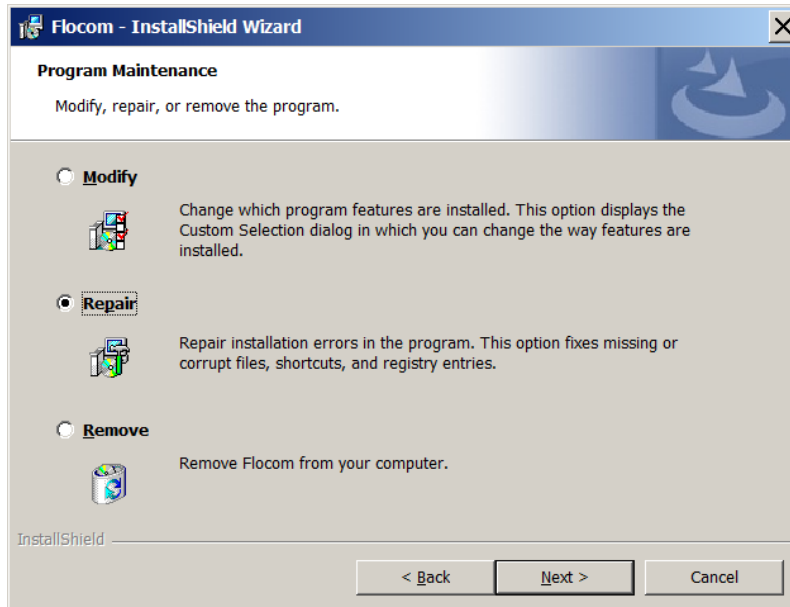 Flocom - InstallShield Wizard
Program Maintenance
Modify, repair, or remove the program.
Modify
Change which program features are installed. This option displays the
Custom Selection dialog in which you can change the way features are
installed.
Repair
Repair installation errors in the program. This option fixes missing or
corrupt files, shortcuts, and registry entries.
Remove
Remove Flocom from your computer.
InstallShield
< Back Next > Cancel